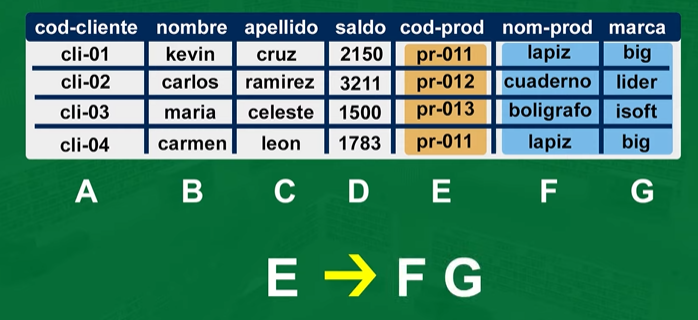 cod-cliente nombre apellido saldo cod-prod nom-prod marca
cli-01 kevin cruz 2150 pr-011 lapiz big
cli-02 carlos ramirez 3211 pr-012 cuaderno lider
cli-03 maria celeste 1500 pr-013 boligrafo isoft
cli-04 carmen leon 1783 pr-011 lapiz big
A B C D E F G
E → F G